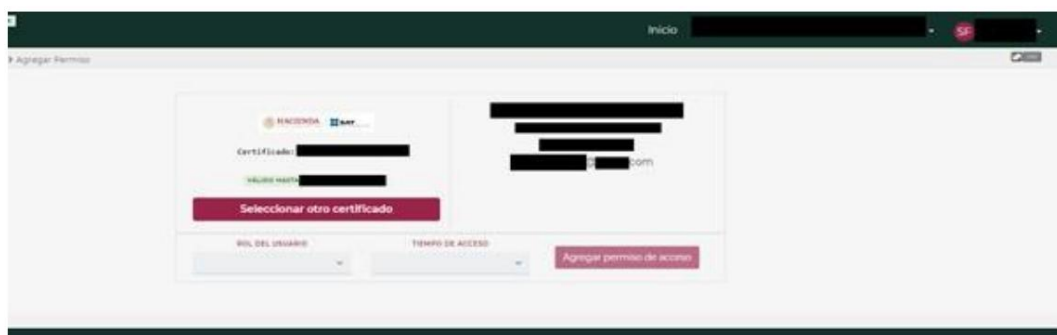 Inicio
SF
Agregar Permiso
HACIENDA SAT
Certificado:
VÁLIDO HASTA
Seleccionar otro certificado
com
ROL DEL USUARIO
TIEMPO DE ACCESO
Agregar permiso de acceso